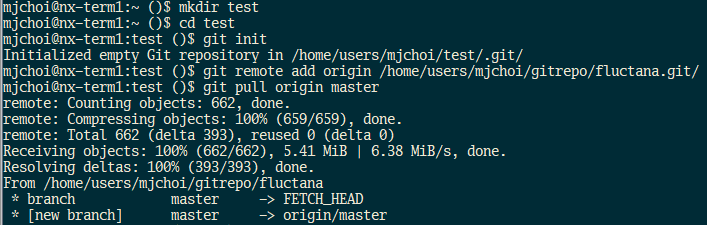 mjchoi@nx-term1:~ ()$ mkdir test
mjchoi@nx-term1:~ ()$ cd test
mjchoi@nx-term1:test ()$ git init
Initialized empty Git repository in /home/users/mjchoi/test/.git/
mjchoi@nx-term1:test ()$ git remote add origin /home/users/mjchoi/gitrepo/fluctana.git/
mjchoi@nx-term1:test ()$ git pull origin master
remote: Counting objects: 662, done.
remote: Compressing objects: 100% (659/659), done.
remote: Total 662 (delta 393), reused 0 (delta 0)
Receiving objects: 100% (662/662), 5.41 MiB | 6.38 MiB/s, done.
Resolving deltas: 100% (393/393), done.
From /home/users/mjchoi/gitrepo/fluctana
 * branch            master     -> FETCH_HEAD
 * [new branch]      master     -> origin/master